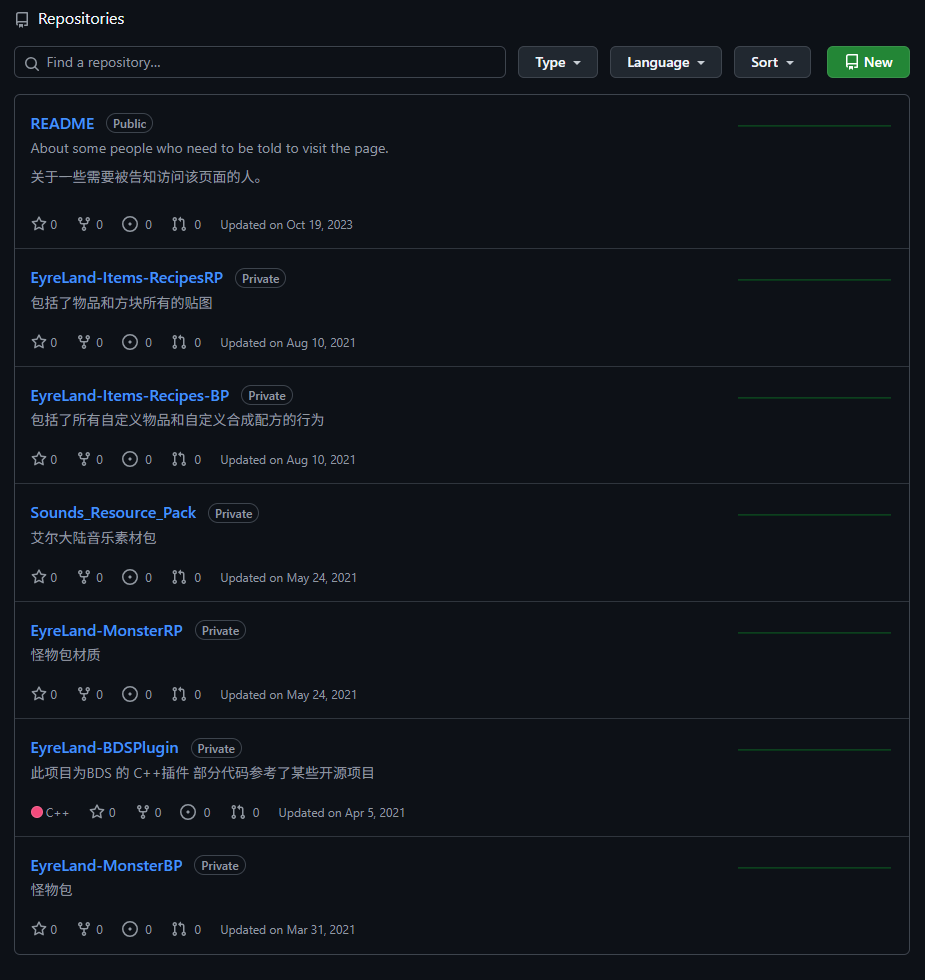 Repositories
Find a repository...
Type
Language
Sort
New
README Public
About some people who need to be told to visit the page.
关于一些需要被告知访问该页面的人。
0 0 0 0 Updated on Oct 19, 2023
EyreLand-Items-RecipesRP Private
包括了物品和方块所有的贴图
0 0 0 0 Updated on Aug 10, 2021
EyreLand-Items-Recipes-BP Private
包括了所有自定义物品和自定义合成配方的行为
0 0 0 0 Updated on Aug 10, 2021
Sounds_Resource_Pack Private
艾尔大陆音乐素材包
0 0 0 0 Updated on May 24, 2021
EyreLand-MonsterRP Private
怪物包材质
0 0 0 0 Updated on May 24, 2021
EyreLand-BDSPlugin Private
此项目为BDS 的 C++插件 部分代码参考了某些开源项目
C++ 0 0 0 0 Updated on Apr 5, 2021
EyreLand-MonsterBP Private
怪物包
0 0 0 0 Updated on Mar 31, 2021